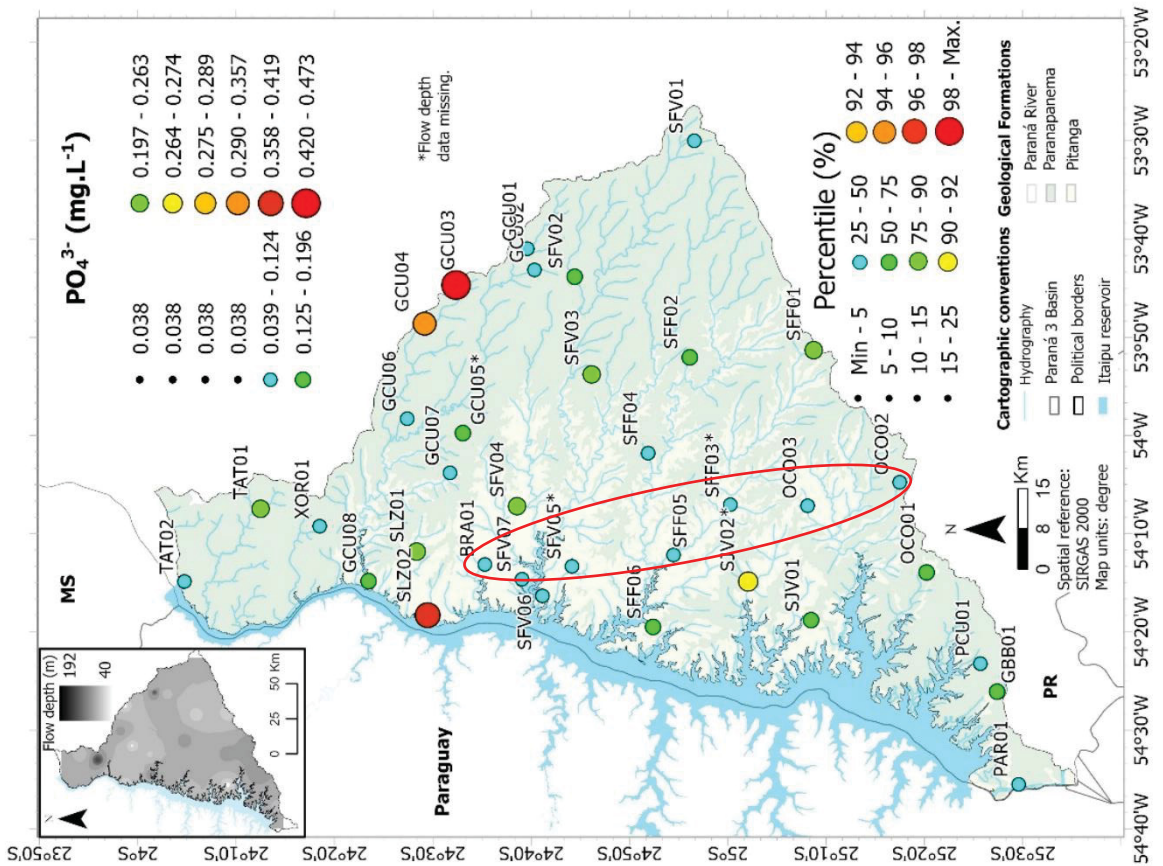 PO₄³⁻ (mg.L⁻¹)
0.038
0.038
0.038
0.038
0.039 - 0.124
0.125 - 0.196
0.197 - 0.263
0.264 - 0.274
0.275 - 0.289
0.290 - 0.357
0.358 - 0.419
0.420 - 0.473
*Flow depth
data missing.
MS
Paraguay
PR
Flow depth (m)
192
40
0 25 50 Km
TAT02
TAT01
XOR01
GCU08
GCU06
GCU04
GCU03
GCU07
GCU05*
GCU01
GCU02
SLZ01
SLZ02
BRA01
SFV04
SFV07
SFV05*
SFV06
SFV03
SFV02
SFV01
SFF02
SFF04
SFF01
SFF05
SFF03*
SFF06
SJV02*
SJV01
OCO03
OCO02
OCO01
PCU01
GBB01
PAR01
Percentile (%)
Min - 5
5 - 10
10 - 15
15 - 25
25 - 50
50 - 75
75 - 90
90 - 92
92 - 94
94 - 96
96 - 98
98 - Max.
Cartographic conventions
Hydrography
Paraná 3 Basin
Political borders
Itaipu reservoir
Geological Formations
Paraná River
Paranapanema
Pitanga
N
0 8 15 Km
Spatial reference:
SIRGAS 2000
Map units: degree
23°50'S
24°S
24°10'S
24°20'S
24°30'S
24°40'S
24°50'S
25°S
25°10'S
25°20'S
25°30'S
54°40'W
54°30'W
54°20'W
54°10'W
54°W
53°50'W
53°40'W
53°30'W
53°20'W